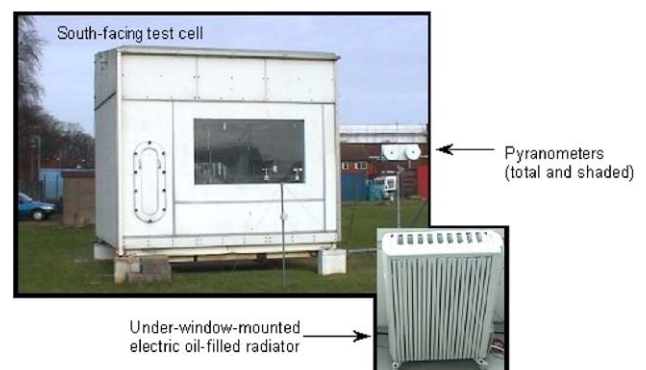 South-facing test cell
Pyranometers
(total and shaded)
Under-window-mounted
electric oil-filled radiator